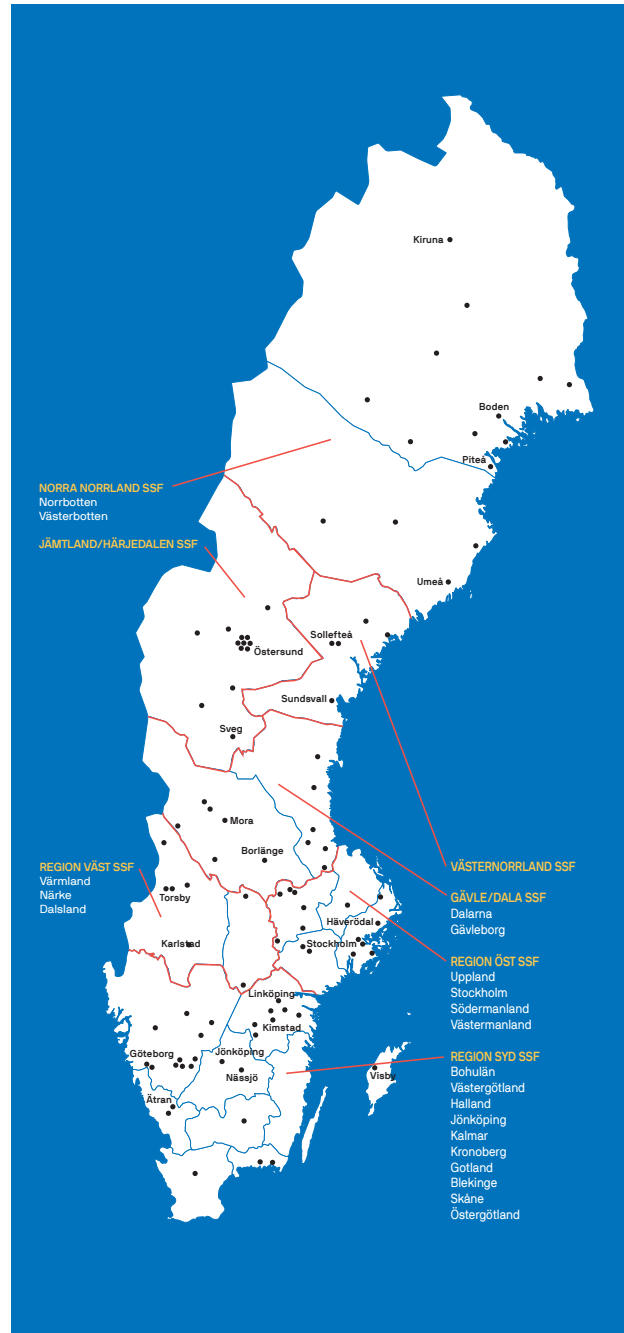 Kiruna
Boden
Piteå
NORRA NORRLAND SSF
Norrbotten
Västerbotten
JÄMTLAND/HÄRJEDALEN SSF
Umeå
Sollefteå
Östersund
Sundsvall
Sveg
Mora
Borlänge
REGION VÄST SSF
Värmland
Närke
Dalsland
Torsby
Karlstad
VÄSTERNORRLAND SSF
GÄVLE/DALA SSF
Dalarna
Gävleborg
Häverödal
Stockholm
REGION ÖST SSF
Uppland
Stockholm
Södermanland
Västermanland
Linköping
Kimstad
Göteborg
Jönköping
Nässjö
Ätran
Visby
REGION SYD SSF
Bohulän
Västergötland
Halland
Jönköping
Kalmar
Kronoberg
Gotland
Blekinge
Skåne
Östergötland